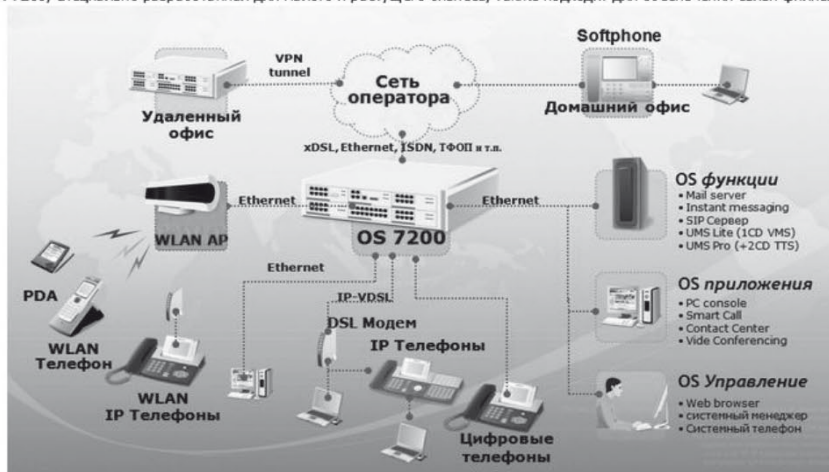 Softphone
VPN
tunnel
Сеть
оператора
Удаленный
офис
Домашний офис
xDSL, Ethernet, ISDN, ТФОП и т.п.
Ethernet
Ethernet
WLAN AP
OS 7200
OS функции
• Mail server
• Instant messaging
• SIP Сервер
• UMS Lite (1CD VMS)
• UMS Pro (+2CD TTS)
Ethernet
PDA
IP-VDSL
OS приложения
• PC console
• Smart Call
• Contact Center
• Vide Conferencing
DSL Модем
IP Телефоны
WLAN
Телефон
WLAN
IP Телефоны
Цифровые
телефоны
OS Управление
• Web browser
• системный менеджер
• Системный телефон